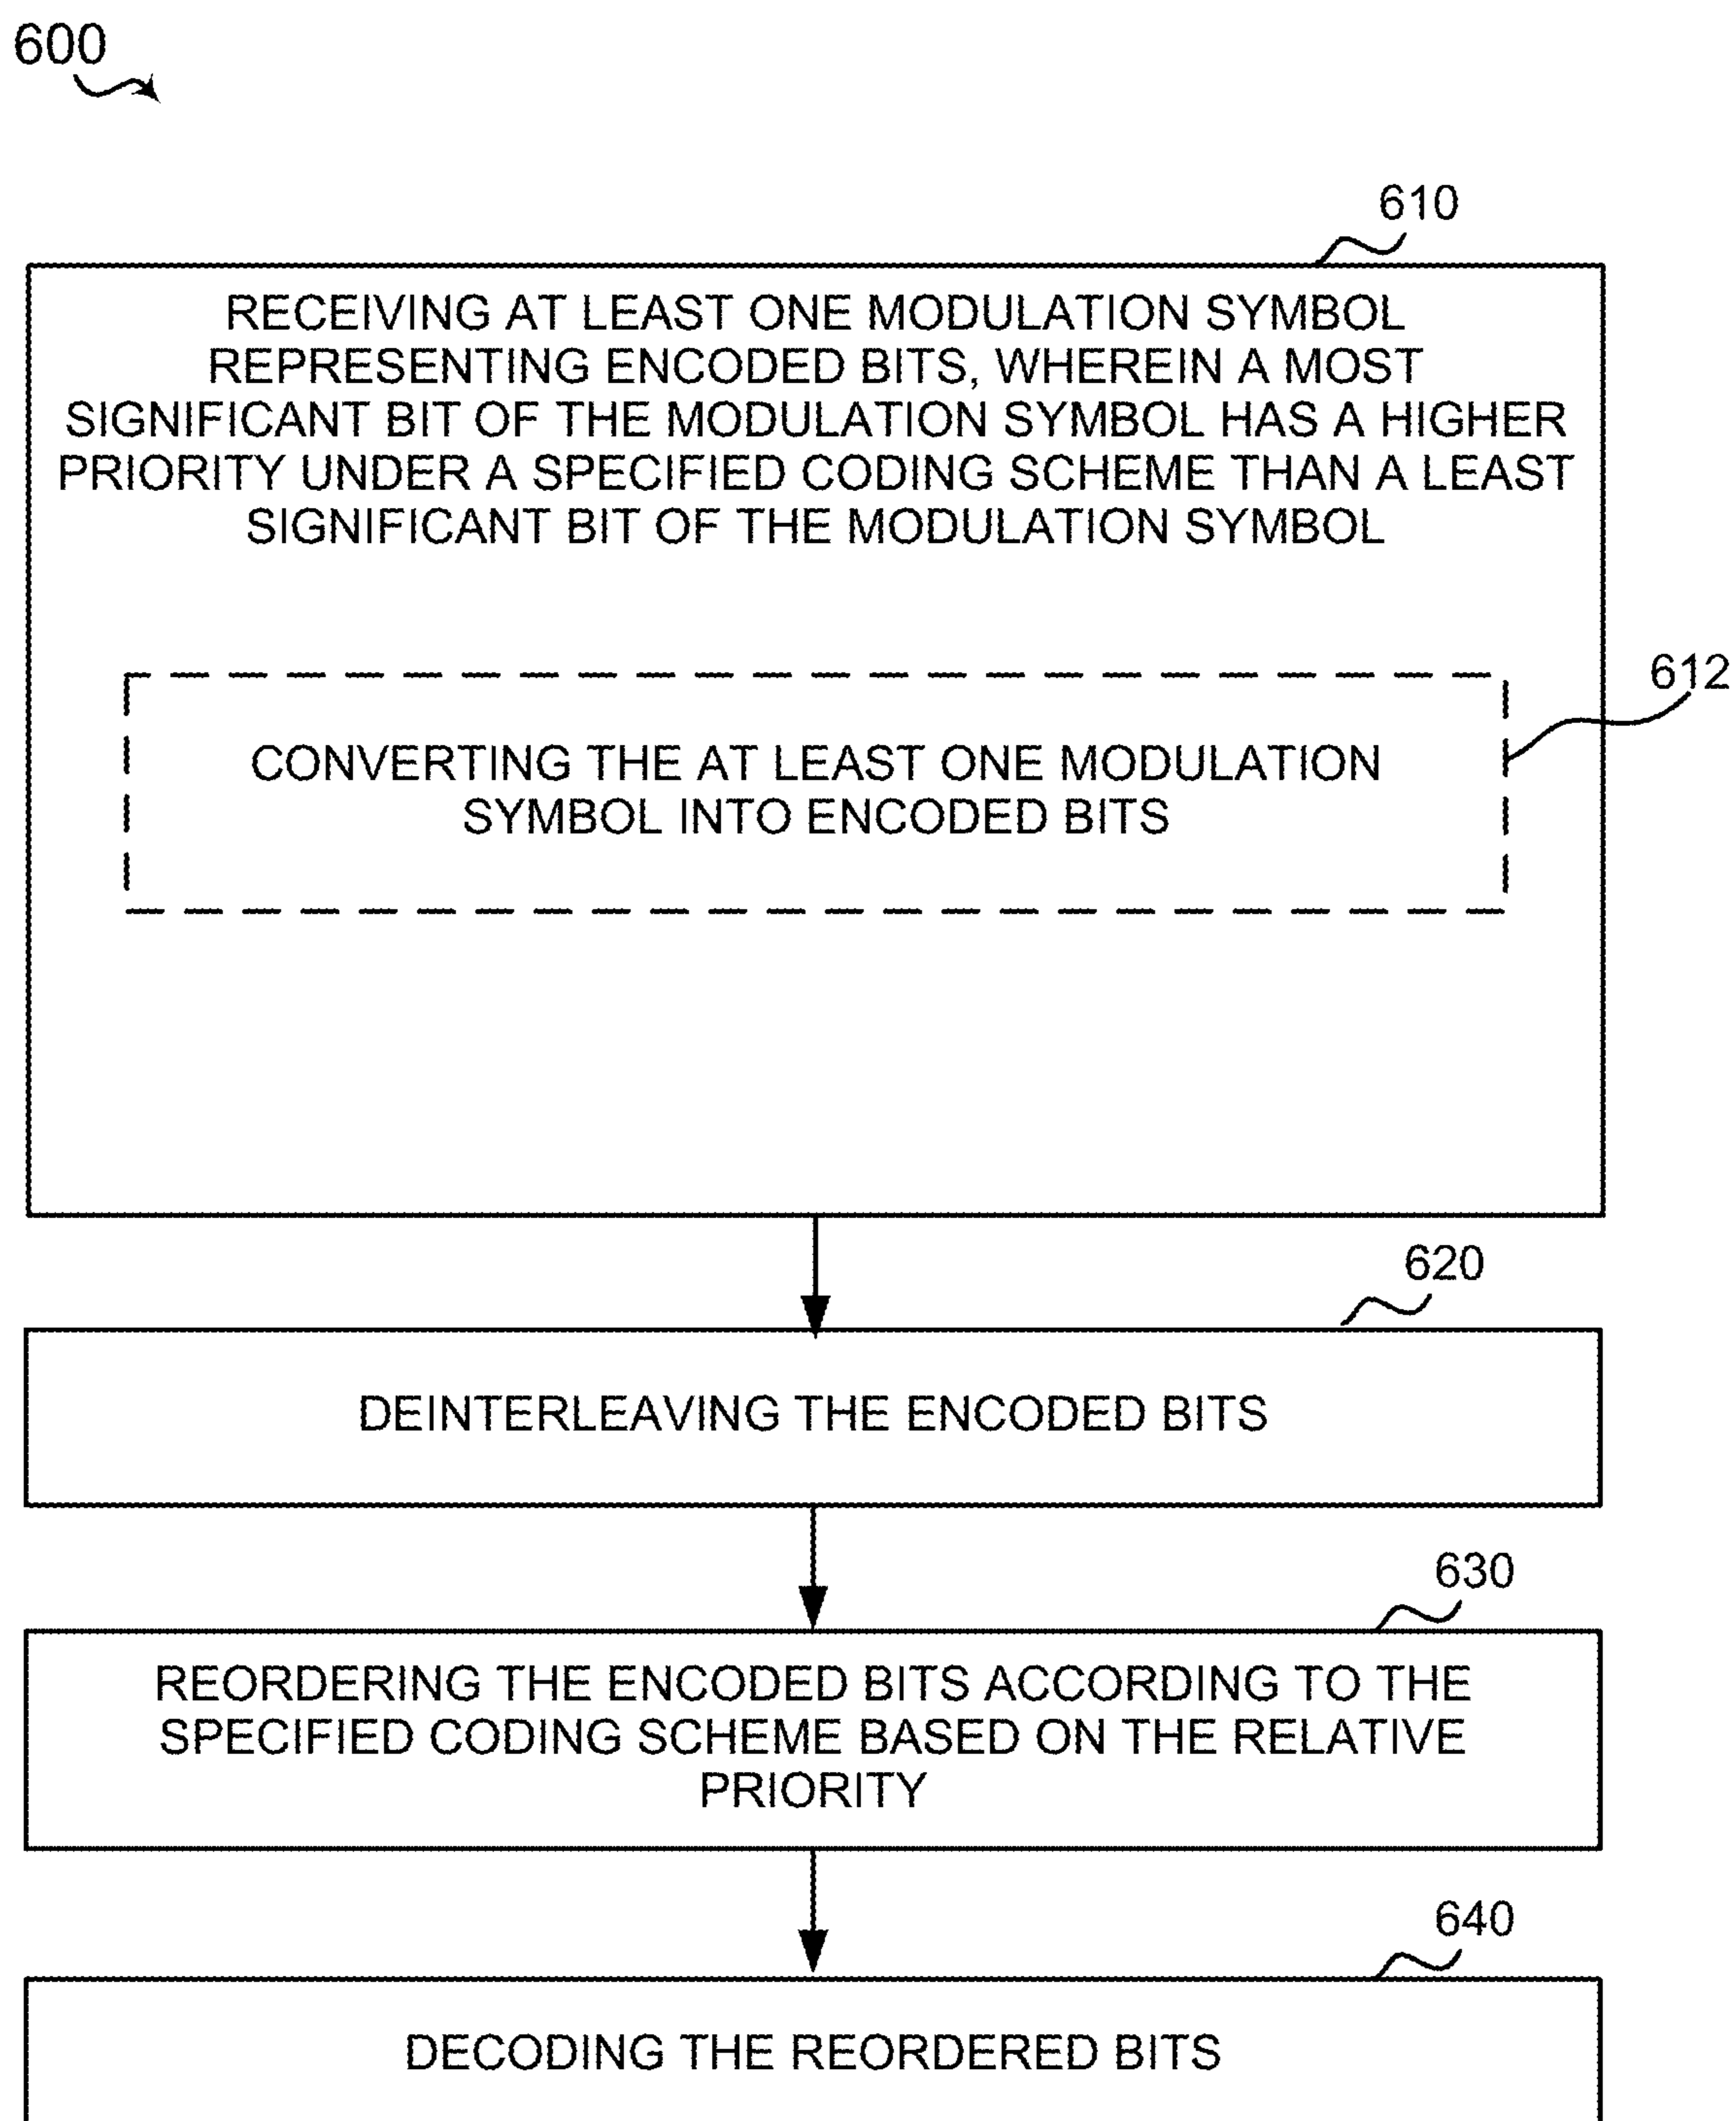 600
610
RECEIVING AT LEAST ONE MODULATION SYMBOL
REPRESENTING ENCODED BITS, WHEREIN A MOST
SIGNIFICANT BIT OF THE MODULATION SYMBOL HAS A HIGHER
PRIORITY UNDER A SPECIFIED CODING SCHEME THAN A LEAST
SIGNIFICANT BIT OF THE MODULATION SYMBOL
612
CONVERTING THE AT LEAST ONE MODULATION
SYMBOL INTO ENCODED BITS
620
DEINTERLEAVING THE ENCODED BITS
630
REORDERING THE ENCODED BITS ACCORDING TO THE
SPECIFIED CODING SCHEME BASED ON THE RELATIVE
PRIORITY
640
DECODING THE REORDERED BITS